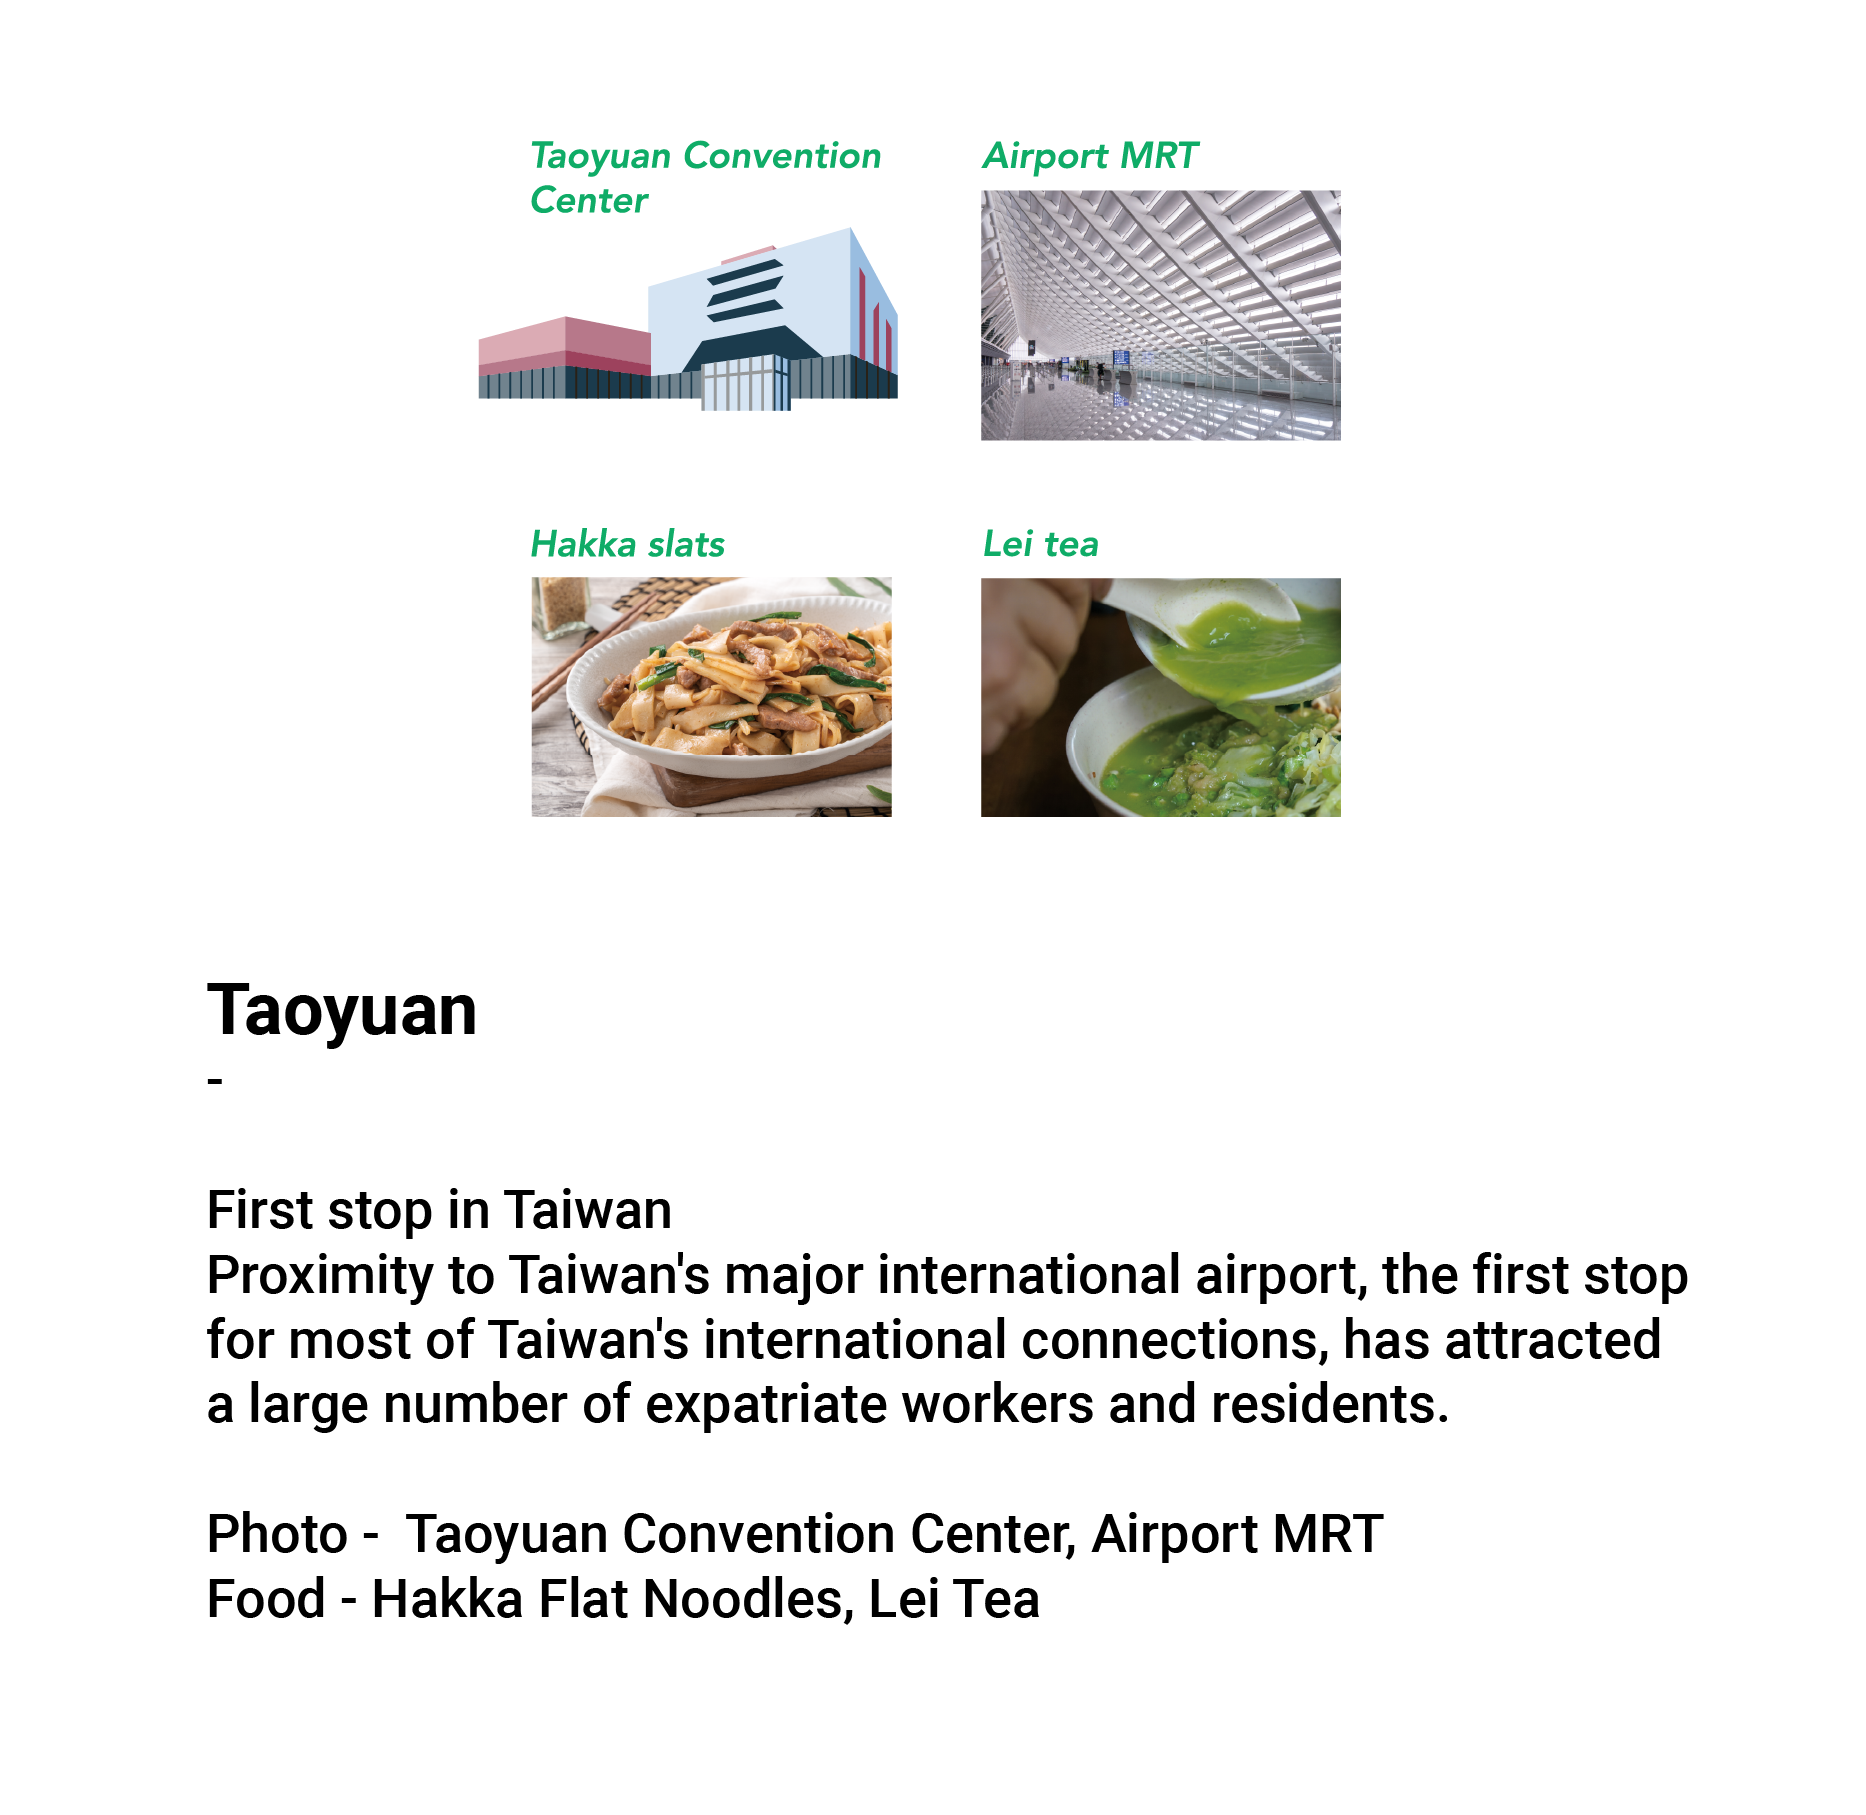 Taoyuan Convention
Center
Airport MRT
Hakka slats
Lei tea
Taoyuan
-
First stop in Taiwan
Proximity to Taiwan's major international airport, the first stop
for most of Taiwan's international connections, has attracted
a large number of expatriate workers and residents.
Photo -  Taoyuan Convention Center, Airport MRT
Food - Hakka Flat Noodles, Lei Tea